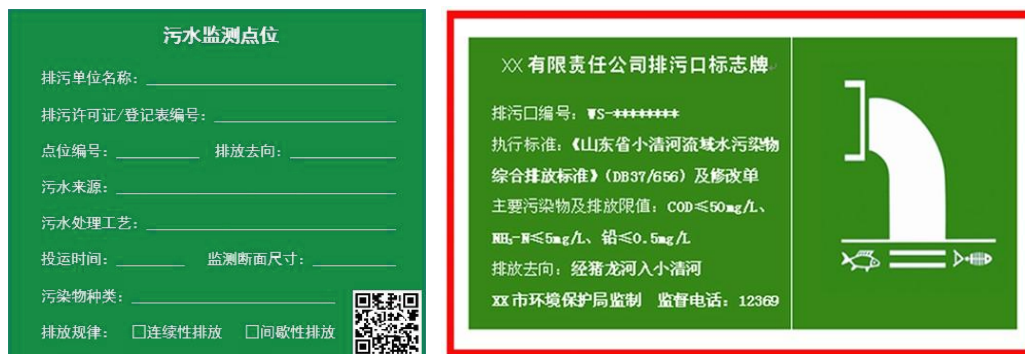 污水监测点位
排污单位名称：
排污许可证/登记表编号：
点位编号： 排放去向：
污水来源：
污水处理工艺：
投运时间： 监测断面尺寸：
污染物种类：
排放规律： □连续性排放 □间歇性排放
XX 有限责任公司排污口标志牌
排污口编号：WS-********
执行标准：《山东省小清河流域水污染物
综合排放标准》（DB37/656）及修改单
主要污染物及排放限值：COD≤50mg/L、
NH₃-N≤5mg/L、铅≤0.5mg/L
排放去向：经猪龙河入小清河
XX市环境保护局监制 监督电话：12369